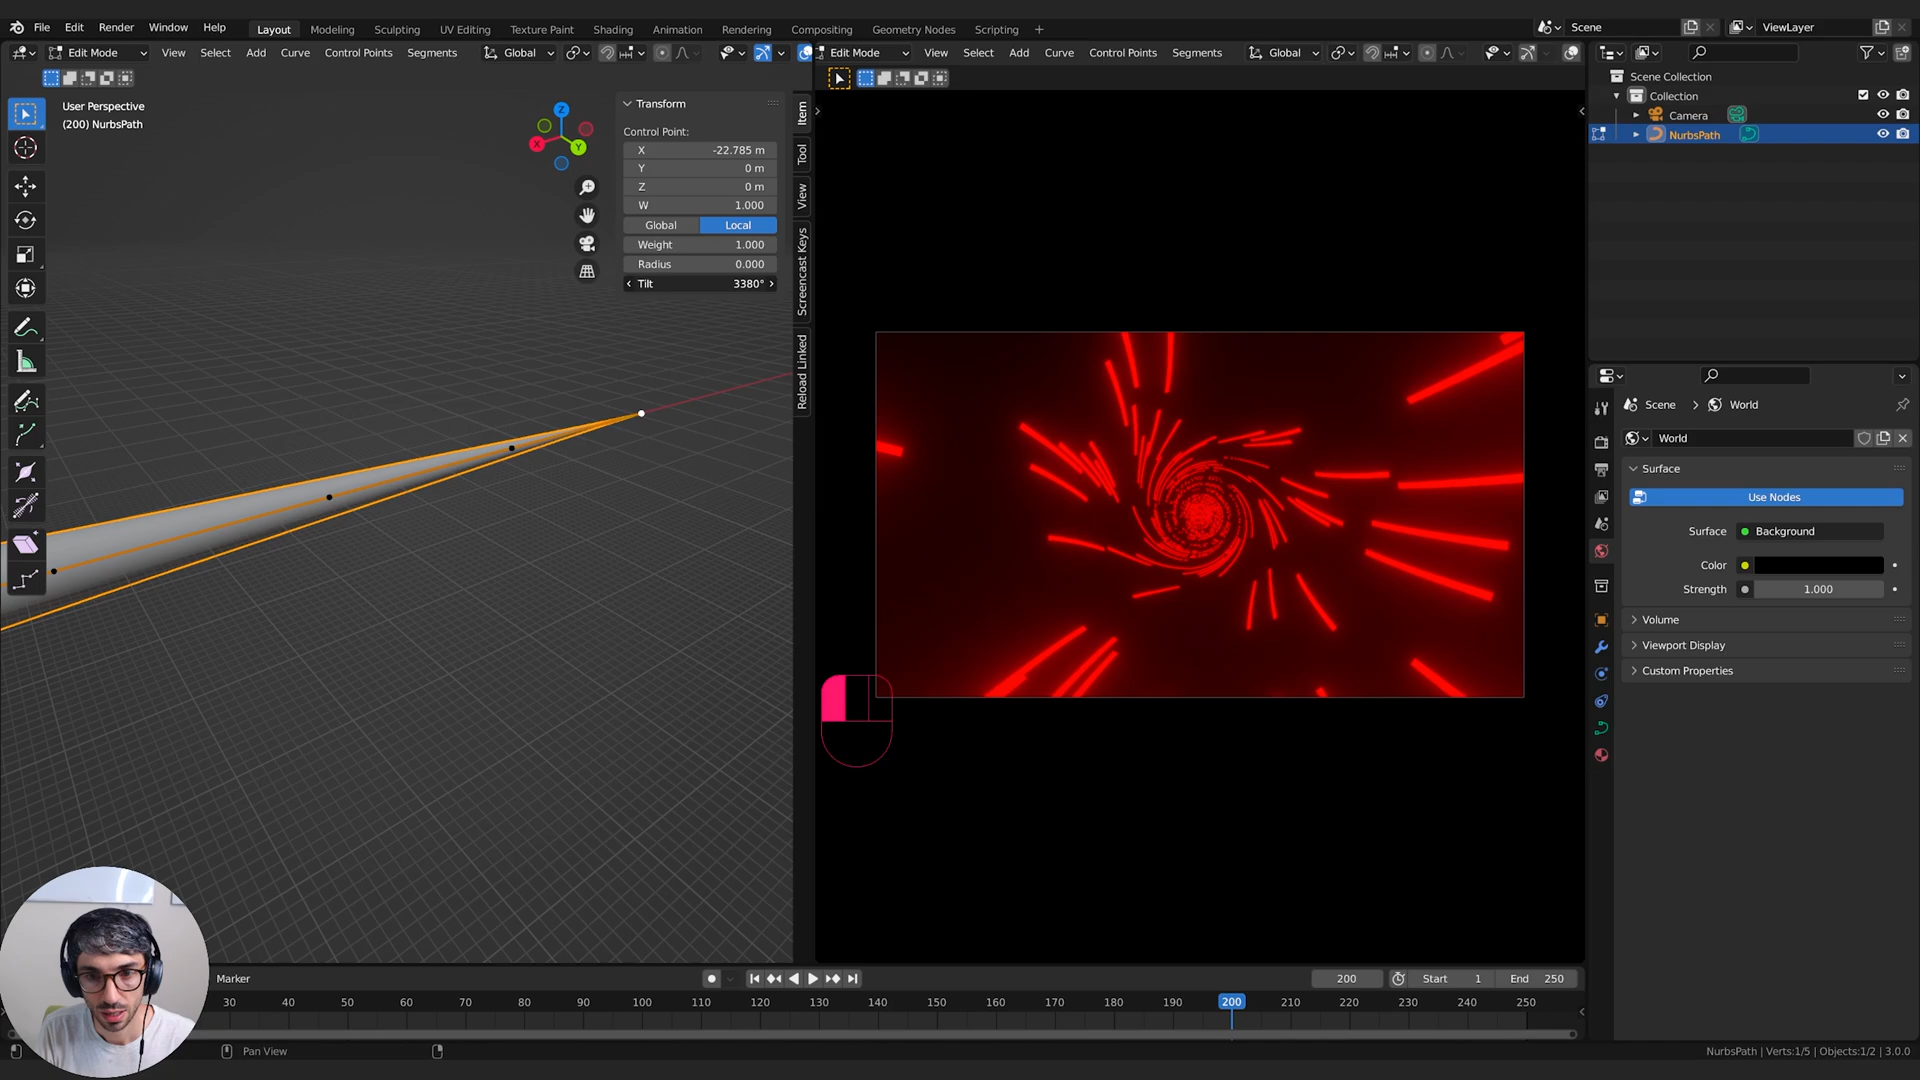 File Edit Render Window Help Layout Modeling Sculpting UV Editing Texture Paint Shading Animation Rendering Compositing Geometry Nodes Scripting + Scene ViewLayer
Edit Mode View Select Add Curve Control Points Segments Global Edit Mode View Select Add Curve Control Points Segments Global
User Perspective
(200) NurbsPath
Transform
Control Point:
X -22.785 m
Y 0 m
Z 0 m
W 1.000
Global Local
Weight 1.000
Radius 0.000
Tilt 3380°
Z
X
Y
Item
Tool
View
Screencast Keys
Reload Linked
Scene Collection
Collection
Camera
NurbsPath
Scene > World
World
Surface
Use Nodes
Surface Background
Color
Strength 1.000
Volume
Viewport Display
Custom Properties
Marker
200 Start 1 End 250
30 40 50 60 70 80 90 100 110 120 130 140 150 160 170 180 190 200 210 220 230 240 250
Pan View
NurbsPath | Verts:1/5 | Objects:1/2 | 3.0.0